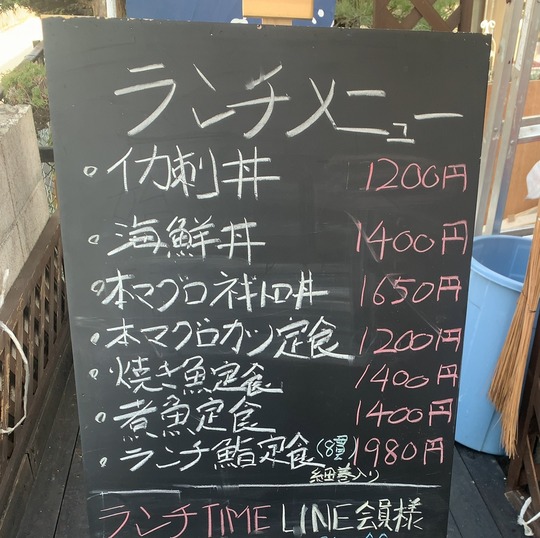 ランチメニュー
・イカ刺丼 1200円
・海鮮丼 1400円
・本マグロネギトロ丼 1650円
・本マグロカツ定食 1200円
・焼き魚定食 1400円
・煮魚定食 1400円
・ランチ鮨定食(8貫 1980円
細巻入り
ランチTIME LINE会員様